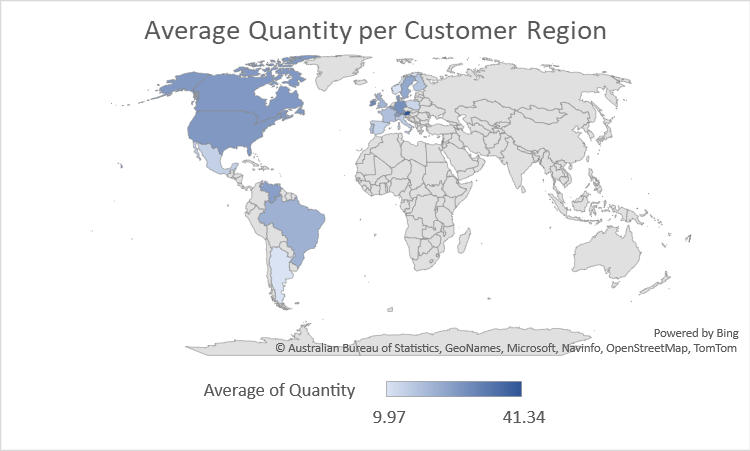 Average Quantity per Customer Region
Powered by Bing
© Australian Bureau of Statistics, GeoNames, Microsoft, Navinfo, OpenStreetMap, TomTom
Average of Quantity
9.97 41.34